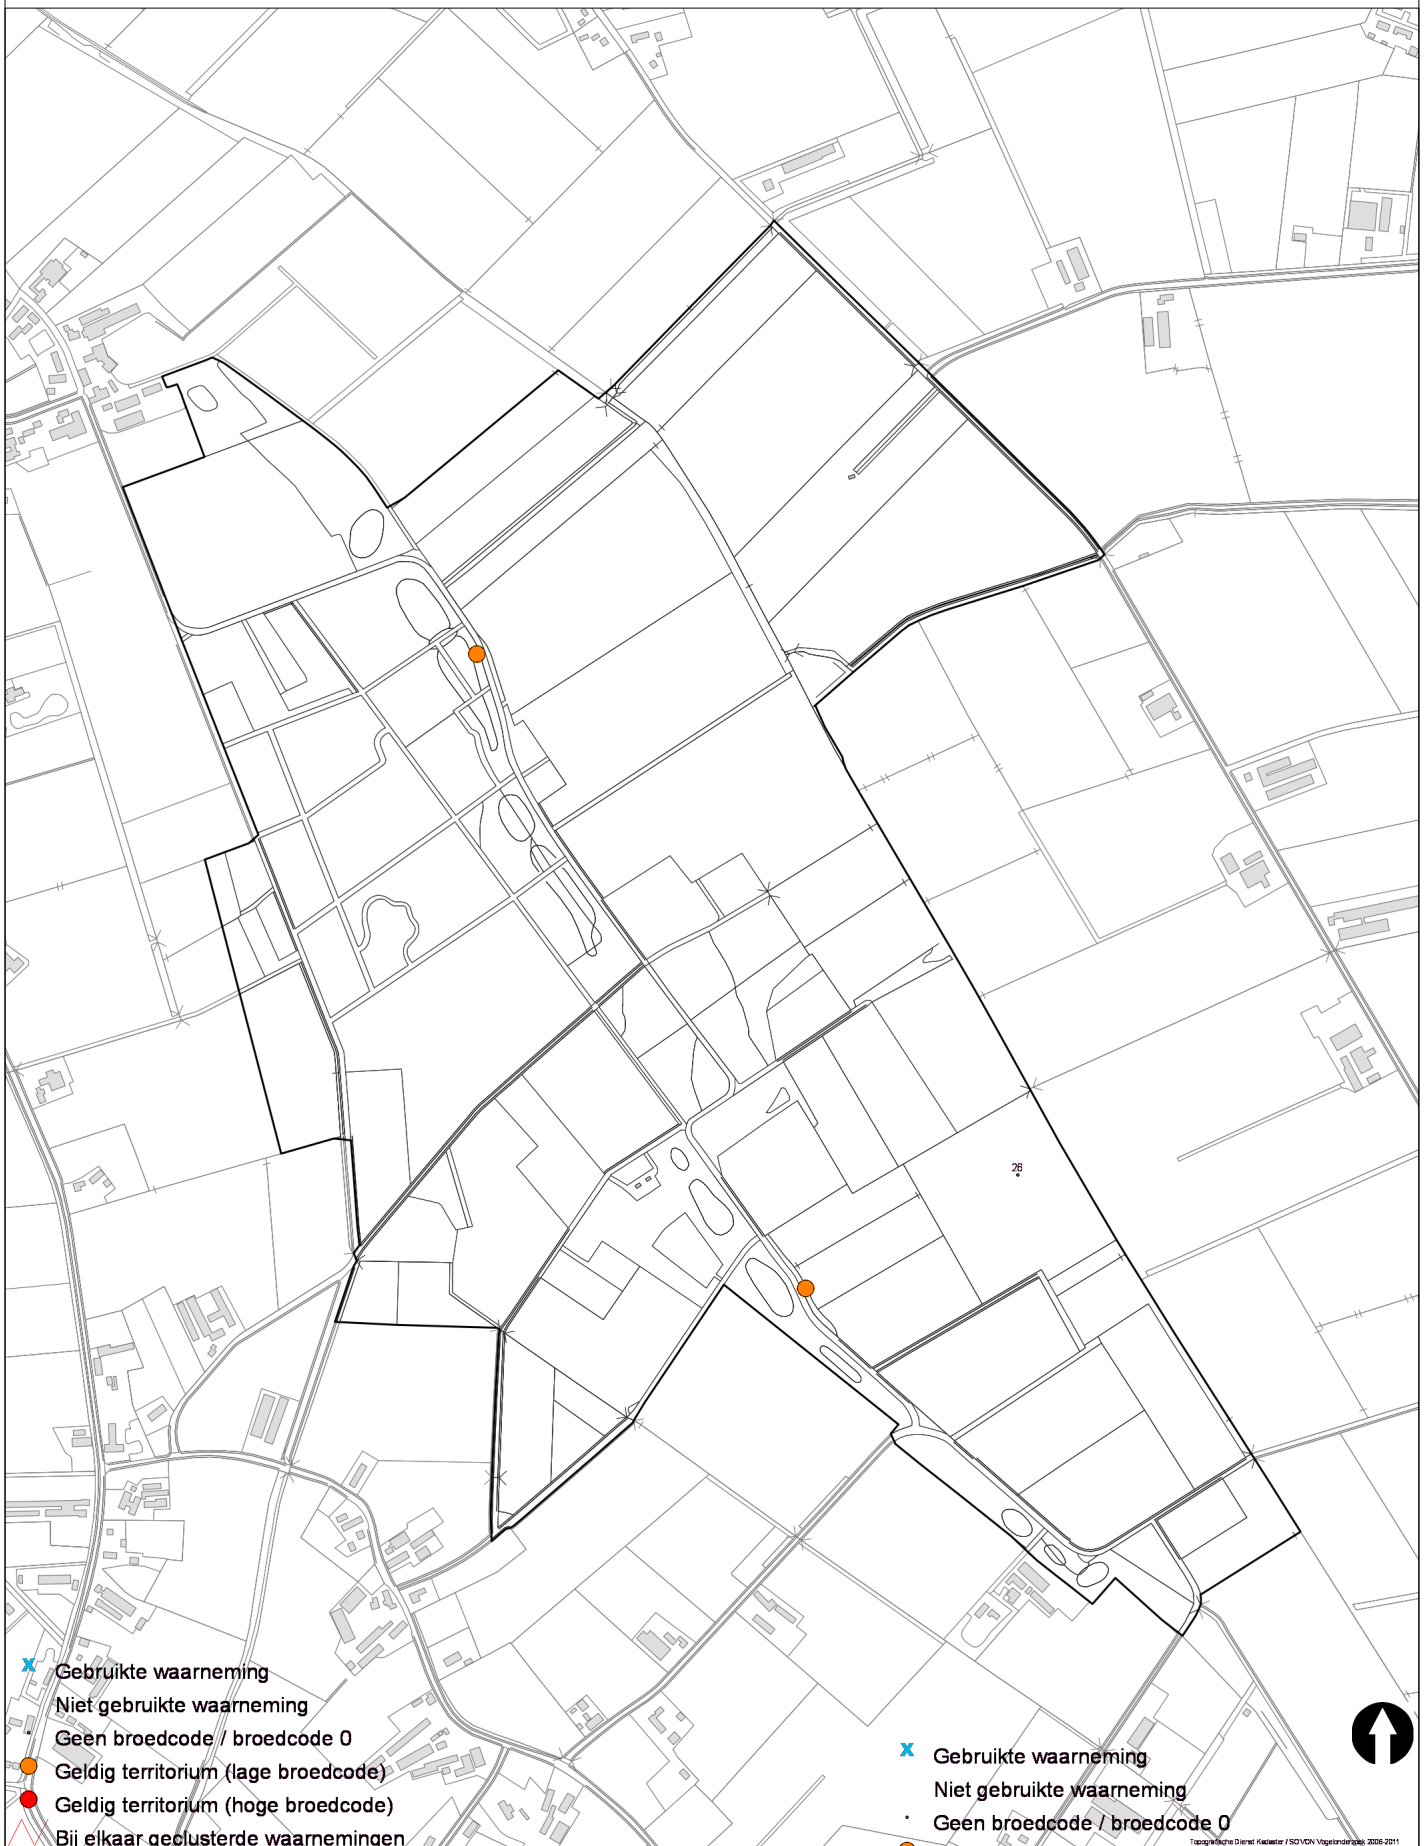 26
Gebruikte waarneming
Niet gebruikte waarneming
Geen broedcode / broedcode 0
Geldig territorium (lage broedcode)
Geldig territorium (hoge broedcode)
Bij elkaar geclusterde waarnemingen
Gebruikte waarneming
Niet gebruikte waarneming
Geen broedcode / broedcode 0
Topografische Dienst Kadaster / SOVON Vogelonderzoek 2006-2011